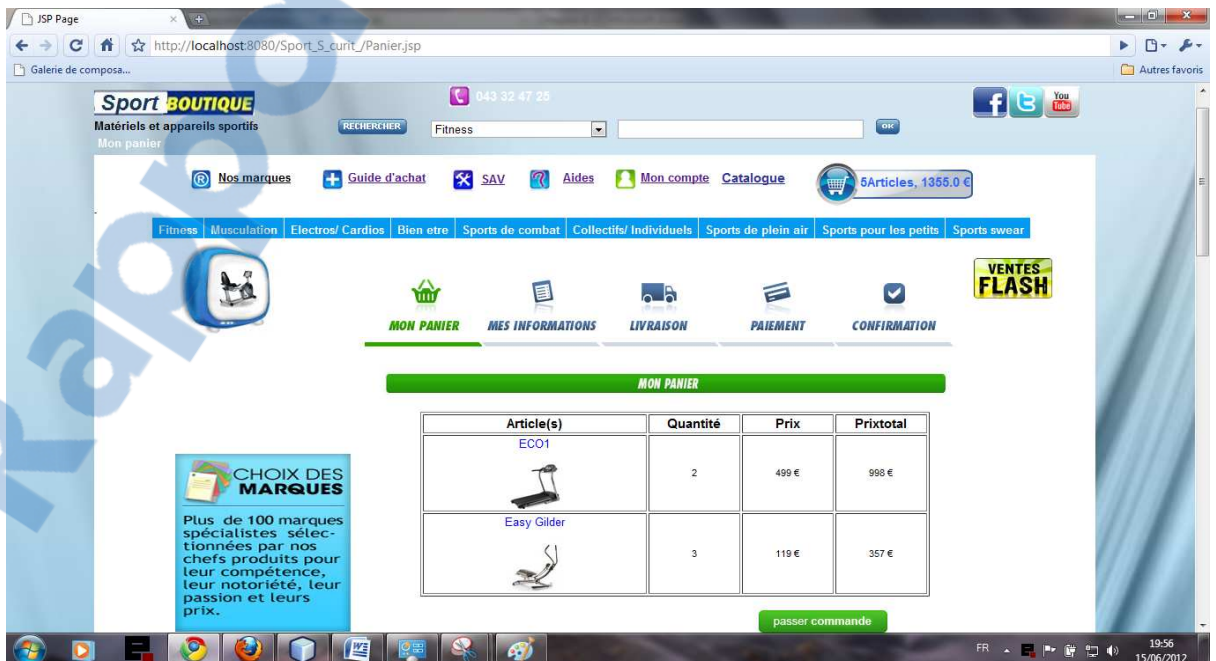 JSP Page
http://localhost:8080/Sport_S_curit_/Panier.jsp
Galerie de composa...
Autres favoris
Sport BOUTIQUE
043 32 47 25
You Tube
Matériels et appareils sportifs
RECHERCHER
Fitness
OK
Mon panier
Nos marques
Guide d'achat
SAV
Aides
Mon compte
Catalogue
5Articles, 1355.0 €
Fitness Musculation Electros/ Cardios Bien etre Sports de combat Collectifs/ Individuels Sports de plein air Sports pour les petits Sports swear
VENTES
FLASH
MON PANIER MES INFORMATIONS LIVRAISON PAIEMENT CONFIRMATION
MON PANIER
Article(s) Quantité Prix Prixtotal
ECO1
2 499 € 998 €
Easy Gilder
3 119 € 357 €
CHOIX DES
MARQUES
Plus de 100 marques
spécialistes sélec-
tionnées par nos
chefs produits pour
leur compétence,
leur notoriété, leur
passion et leurs
prix.
passer commande
FR
19:56
15/06/2012